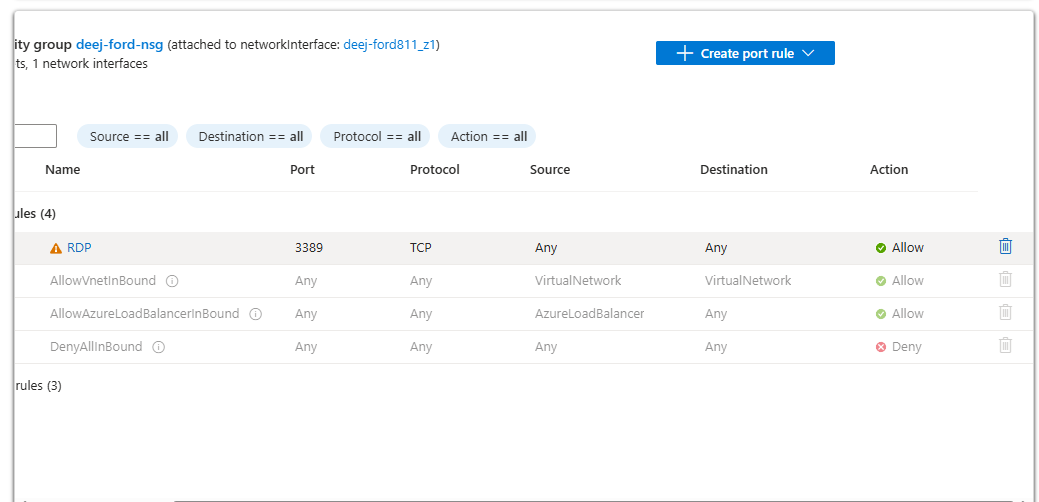 ity group deej-ford-nsg (attached to networkInterface: deej-ford811_z1)
ts, 1 network interfaces
Create port rule
Source == all Destination == all Protocol == all Action == all
Name Port Protocol Source Destination Action
ules (4)
RDP 3389 TCP Any Any Allow
AllowVnetInBound Any Any VirtualNetwork VirtualNetwork Allow
AllowAzureLoadBalancerInBound Any Any AzureLoadBalancer Any Allow
DenyAllInBound Any Any Any Any Deny
rules (3)